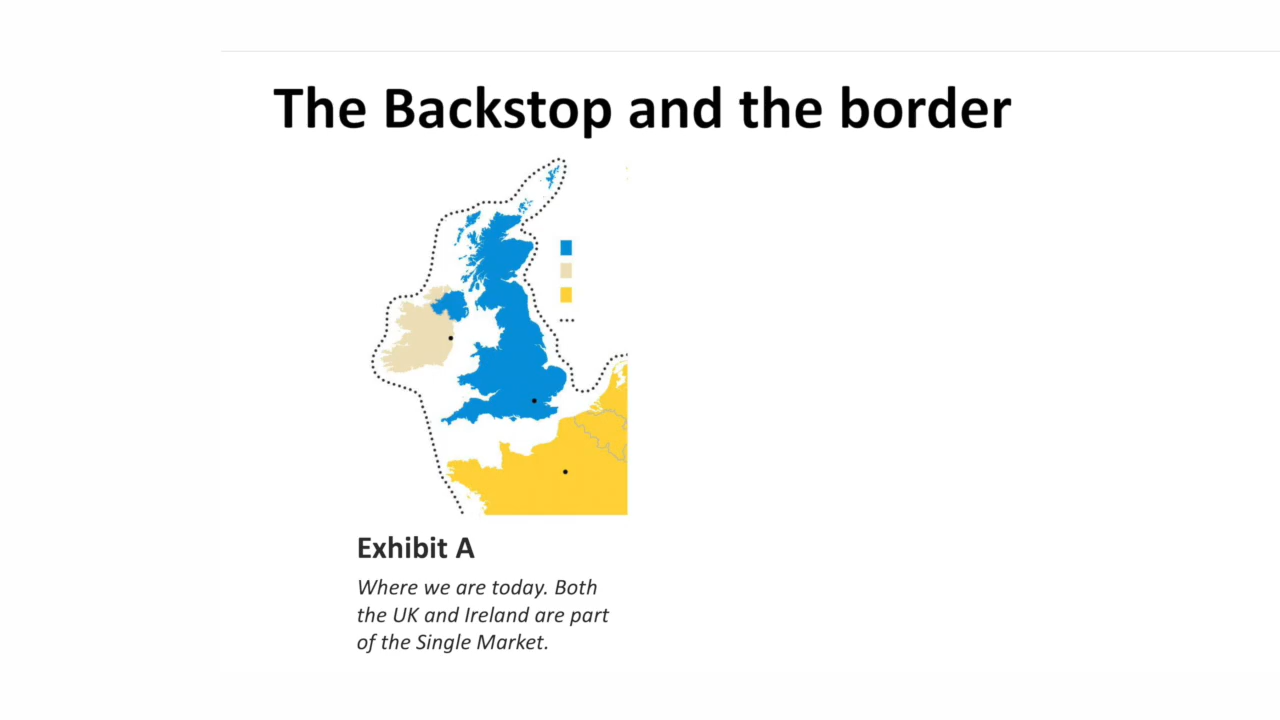 The Backstop and the border
Exhibit A
Where we are today. Both
the UK and Ireland are part
of the Single Market.